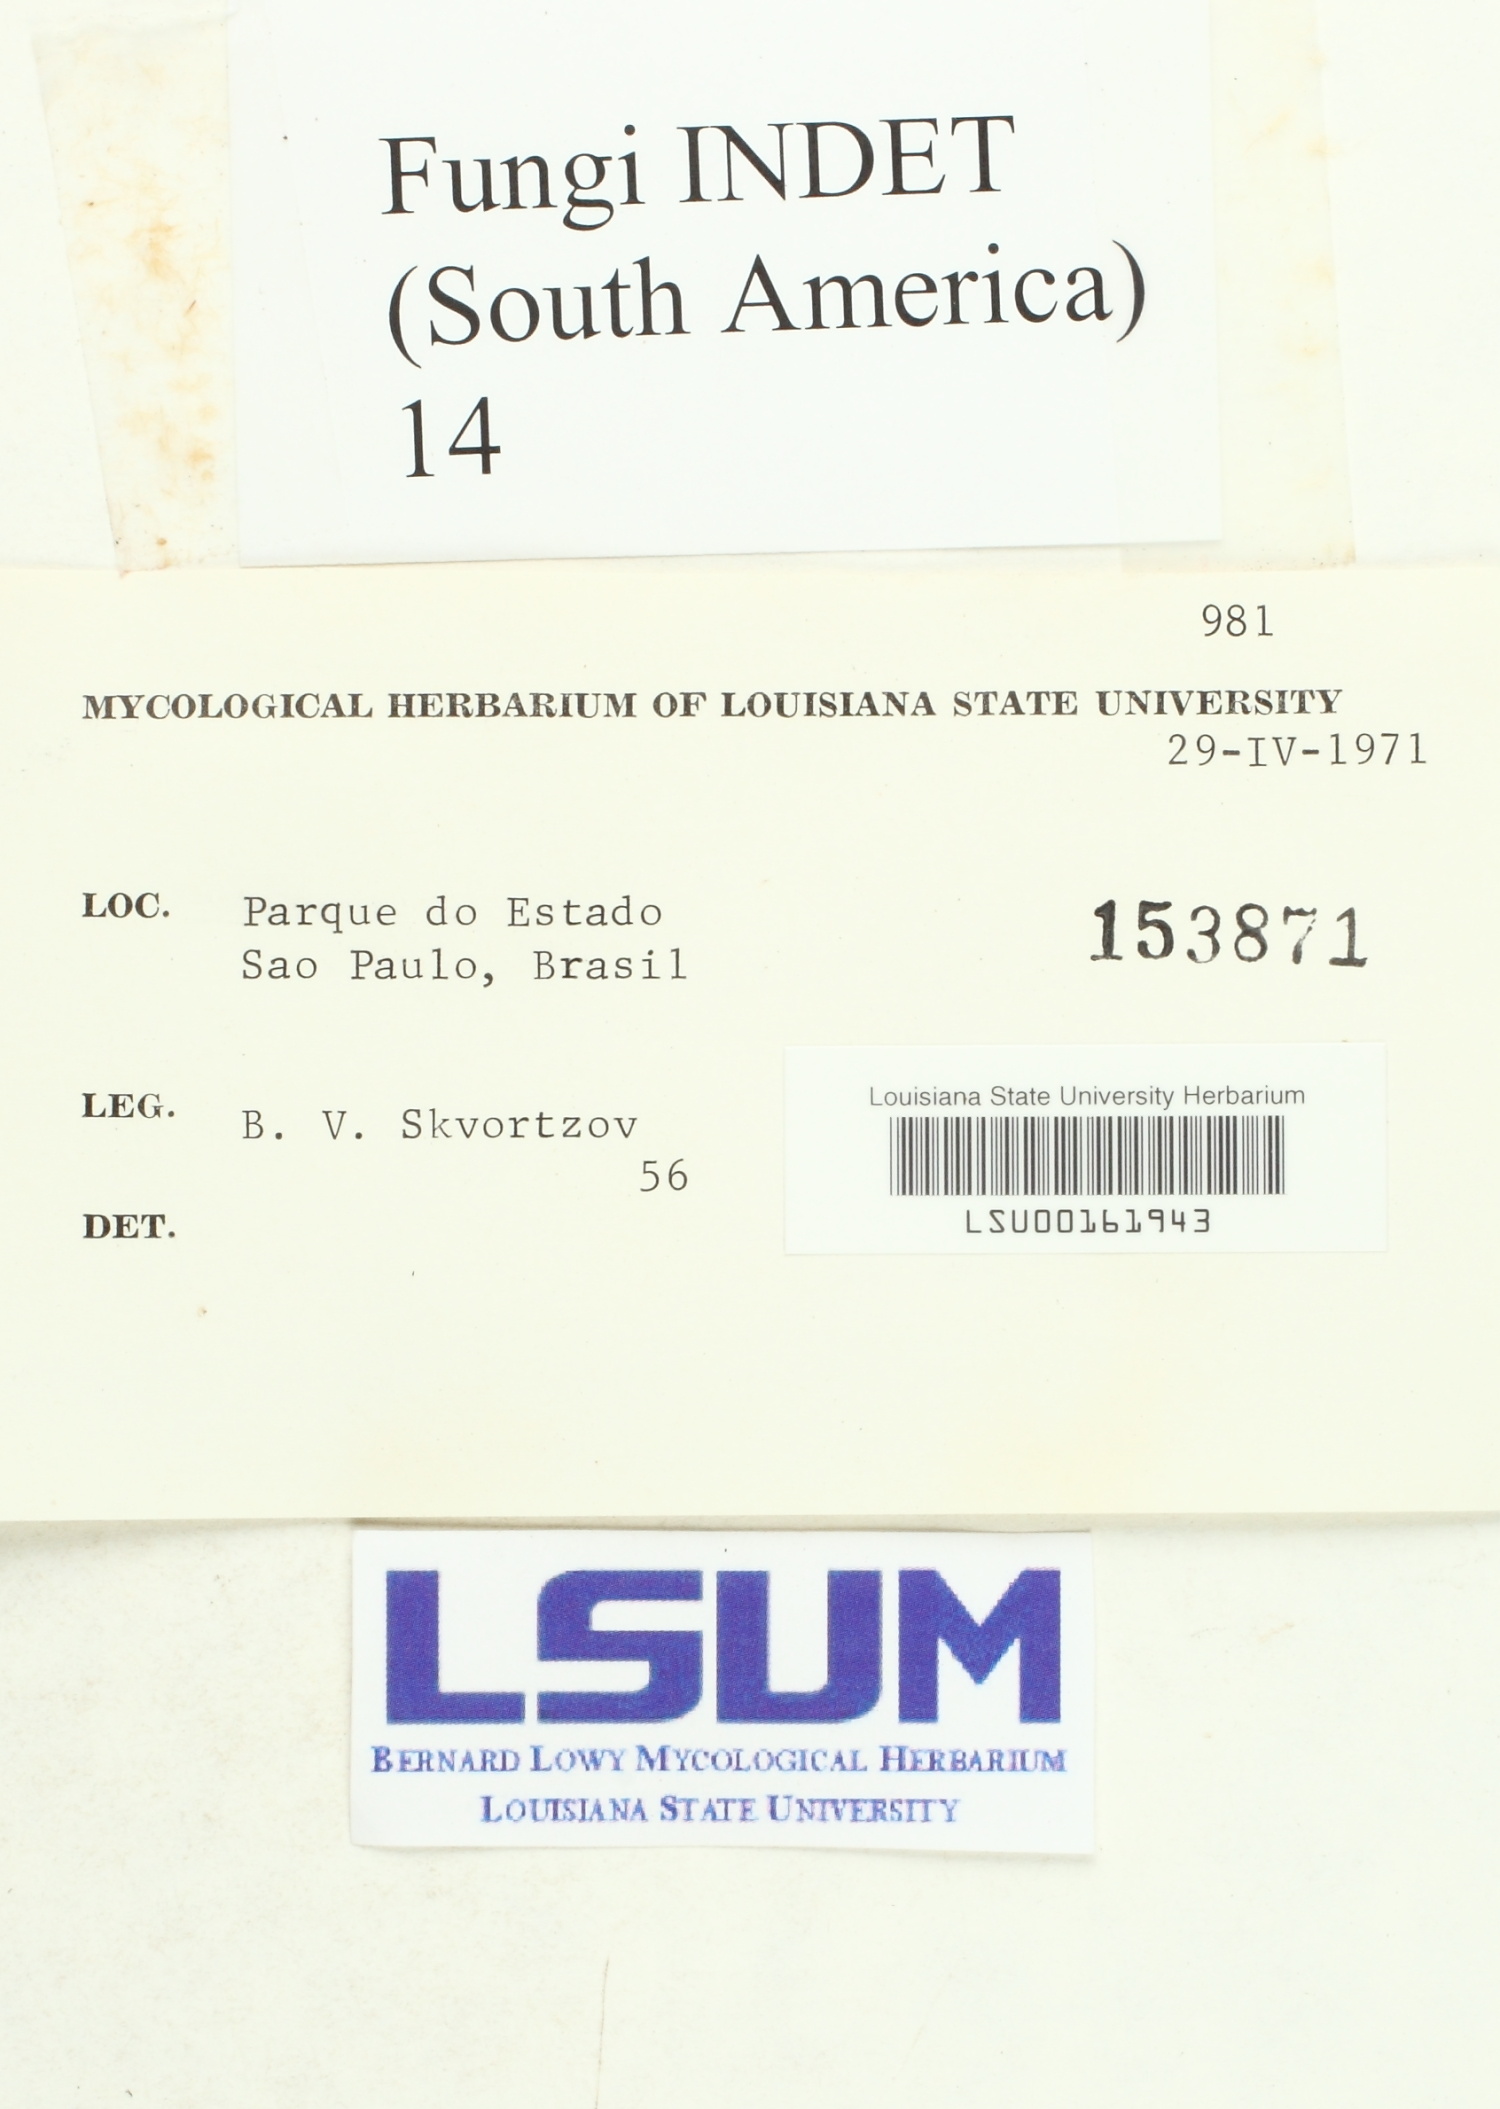 Fungi INDET
(South America)
14
981
MYCOLOGICAL HERBARIUM OF LOUISIANA STATE UNIVERSITY
29-IV-1971
LOC. Parque do Estado
Sao Paulo, Brasil
153871
LEG. B. V. Skvortzov
56
DET.
Louisiana State University Herbarium
LSU00161943
LSUM
BERNARD LOWY MYCOLOGICAL HERBARIUM
LOUISIANA STATE UNIVERSITY